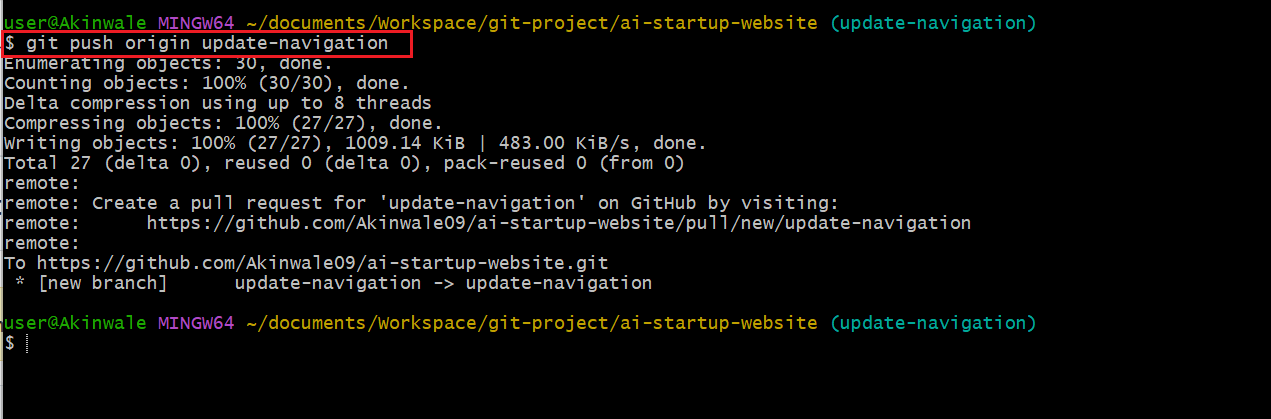 user@Akinwale MINGW64 ~/documents/Workspace/git-project/ai-startup-website (update-navigation)
$ git push origin update-navigation
Enumerating objects: 30, done.
Counting objects: 100% (30/30), done.
Delta compression using up to 8 threads
Compressing objects: 100% (27/27), done.
Writing objects: 100% (27/27), 1009.14 KiB | 483.00 KiB/s, done.
Total 27 (delta 0), reused 0 (delta 0), pack-reused 0 (from 0)
remote:
remote: Create a pull request for 'update-navigation' on GitHub by visiting:
remote:      https://github.com/Akinwale09/ai-startup-website/pull/new/update-navigation
remote:
To https://github.com/Akinwale09/ai-startup-website.git
 * [new branch]      update-navigation -> update-navigation
user@Akinwale MINGW64 ~/documents/Workspace/git-project/ai-startup-website (update-navigation)
$